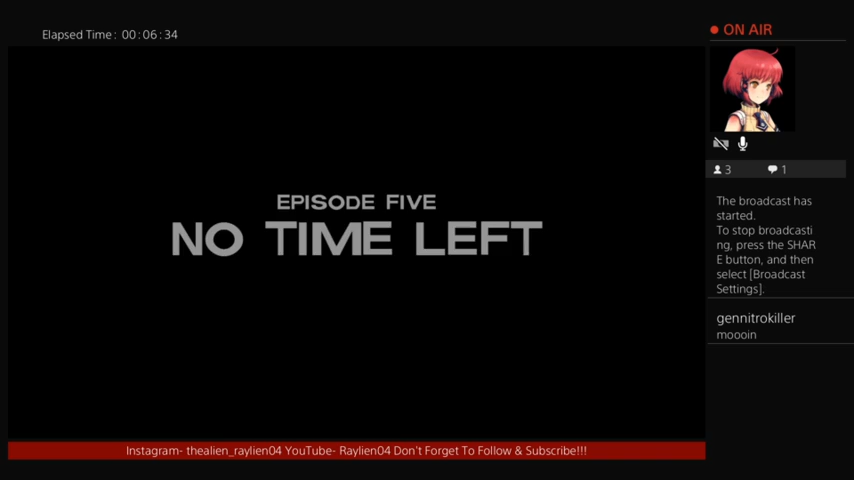 Elapsed Time: 00:06:34
ON AIR
EPISODE FIVE
NO TIME LEFT
3 1
The broadcast has
started.
To stop broadcasti
ng, press the SHAR
E button, and then
select [Broadcast
Settings].
gennitrokiller
moooin
Instagram- thealien_raylien04 YouTube- Raylien04 Don't Forget To Follow & Subscribe!!!